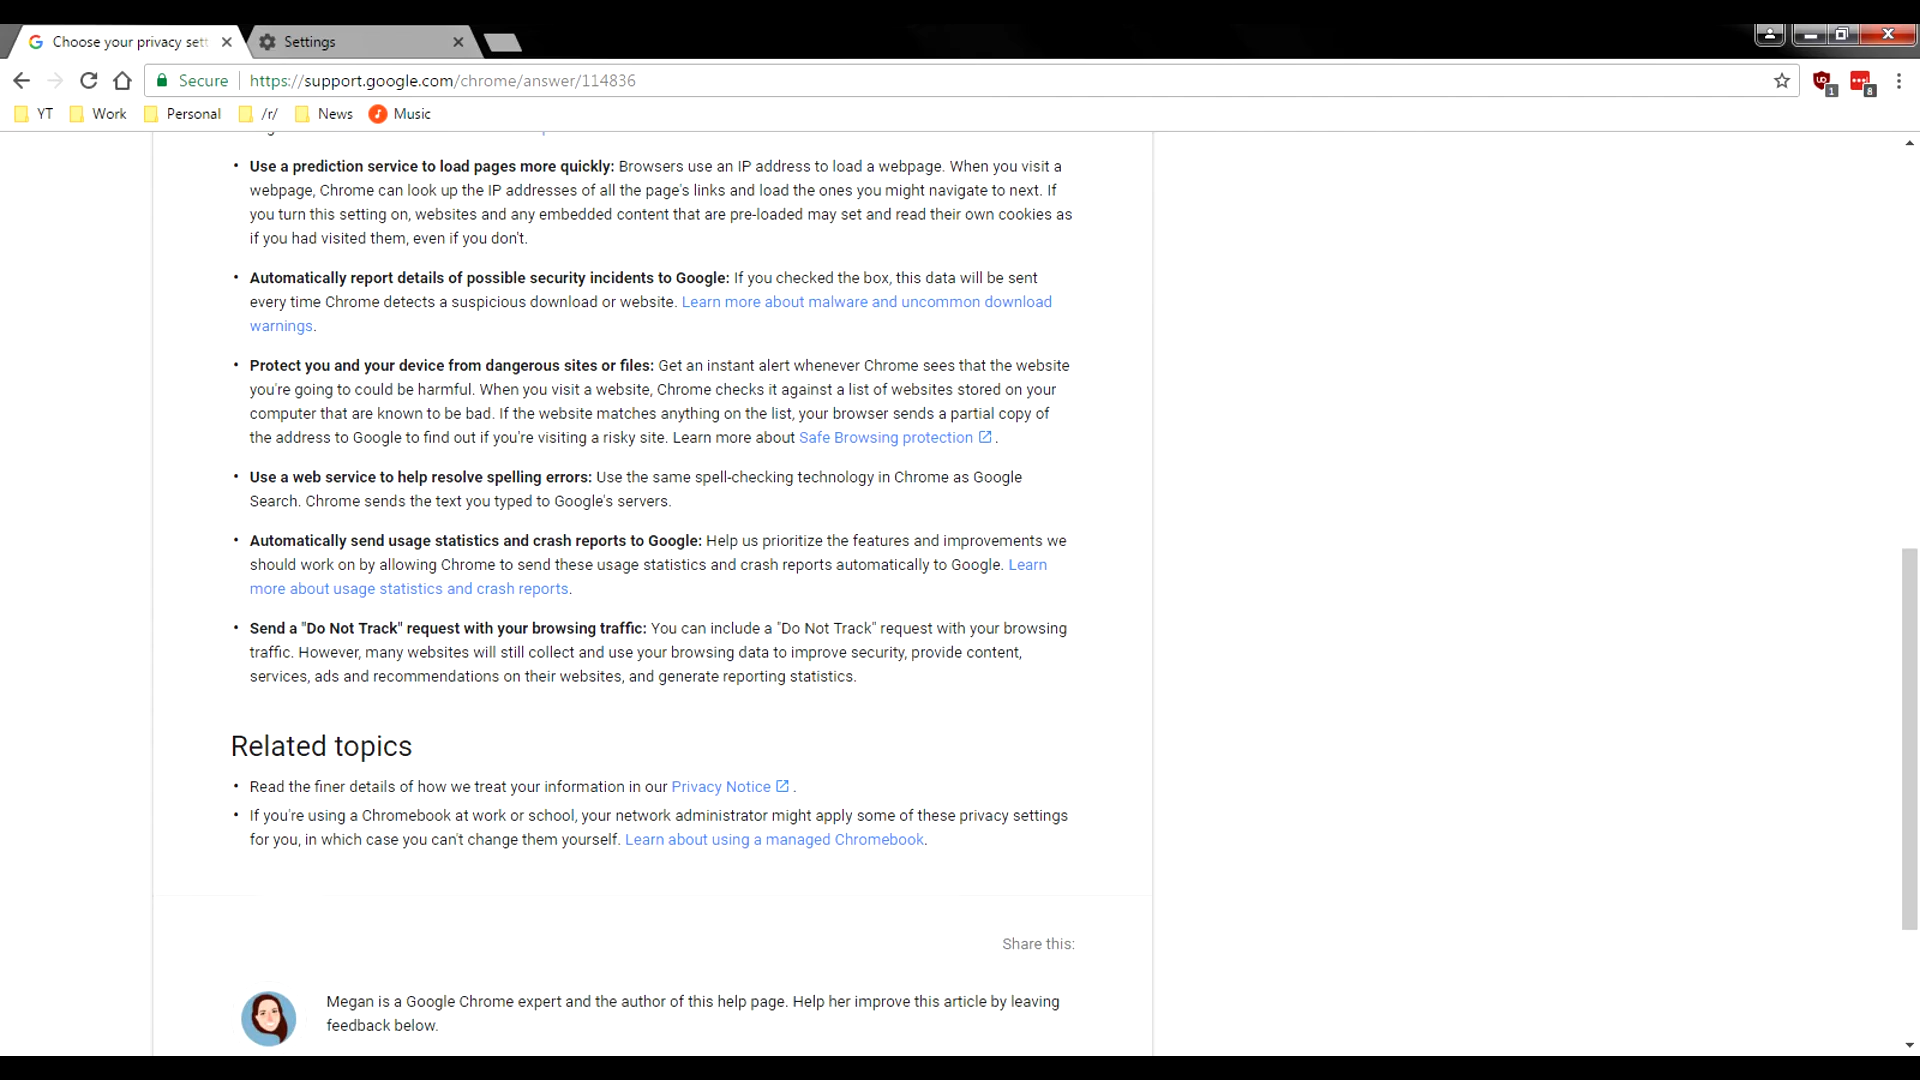 Choose your privacy sett
Settings
Secure
https://support.google.com/chrome/answer/114836
1
8
YT
Work
Personal
/r/
News
Music
• Use a prediction service to load pages more quickly: Browsers use an IP address to load a webpage. When you visit a
webpage, Chrome can look up the IP addresses of all the page's links and load the ones you might navigate to next. If
you turn this setting on, websites and any embedded content that are pre-loaded may set and read their own cookies as
if you had visited them, even if you don't.
• Automatically report details of possible security incidents to Google: If you checked the box, this data will be sent
every time Chrome detects a suspicious download or website. Learn more about malware and uncommon download
warnings.
• Protect you and your device from dangerous sites or files: Get an instant alert whenever Chrome sees that the website
you're going to could be harmful. When you visit a website, Chrome checks it against a list of websites stored on your
computer that are known to be bad. If the website matches anything on the list, your browser sends a partial copy of
the address to Google to find out if you're visiting a risky site. Learn more about Safe Browsing protection.
• Use a web service to help resolve spelling errors: Use the same spell-checking technology in Chrome as Google
Search. Chrome sends the text you typed to Google's servers.
• Automatically send usage statistics and crash reports to Google: Help us prioritize the features and improvements we
should work on by allowing Chrome to send these usage statistics and crash reports automatically to Google. Learn
more about usage statistics and crash reports.
• Send a "Do Not Track" request with your browsing traffic: You can include a "Do Not Track" request with your browsing
traffic. However, many websites will still collect and use your browsing data to improve security, provide content,
services, ads and recommendations on their websites, and generate reporting statistics.
Related topics
• Read the finer details of how we treat your information in our Privacy Notice.
• If you're using a Chromebook at work or school, your network administrator might apply some of these privacy settings
for you, in which case you can't change them yourself. Learn about using a managed Chromebook.
Share this:
Megan is a Google Chrome expert and the author of this help page. Help her improve this article by leaving
feedback below.